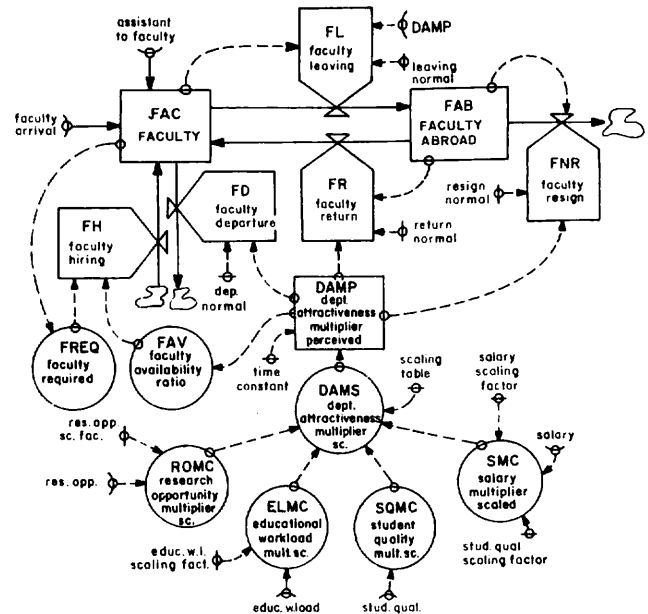 assistant
to faculty
FL
faculty
leaving
DAMP
leaving
normal
faculty
arrival
FAC
FACULTY
FAB
FACULTY
ABROAD
FNR
faculty
resign
resign
normal
FD
faculty
departure
FR
faculty
return
return
normal
FH
faculty
hiring
dep.
normal
DAMP
dept.
attractiveness
multiplier
perceived
FREQ
faculty
required
FAV
faculty
availability
ratio
time
constant
scaling
table
salary
scaling
factor
DAMS
dept.
attractiveness
multiplier
sc.
res. app.
sc. fac.
res. opp.
ROMC
research
opportunity
multiplier
sc.
salary
SMC
salary
multiplier
scaled
ELMC
educational
workload
mult. sc.
SQMC
student
quality
mult. sc.
educ. w.l.
scaling fact.
stud. qual
scaling factor
educ. w.load
stud. qual.